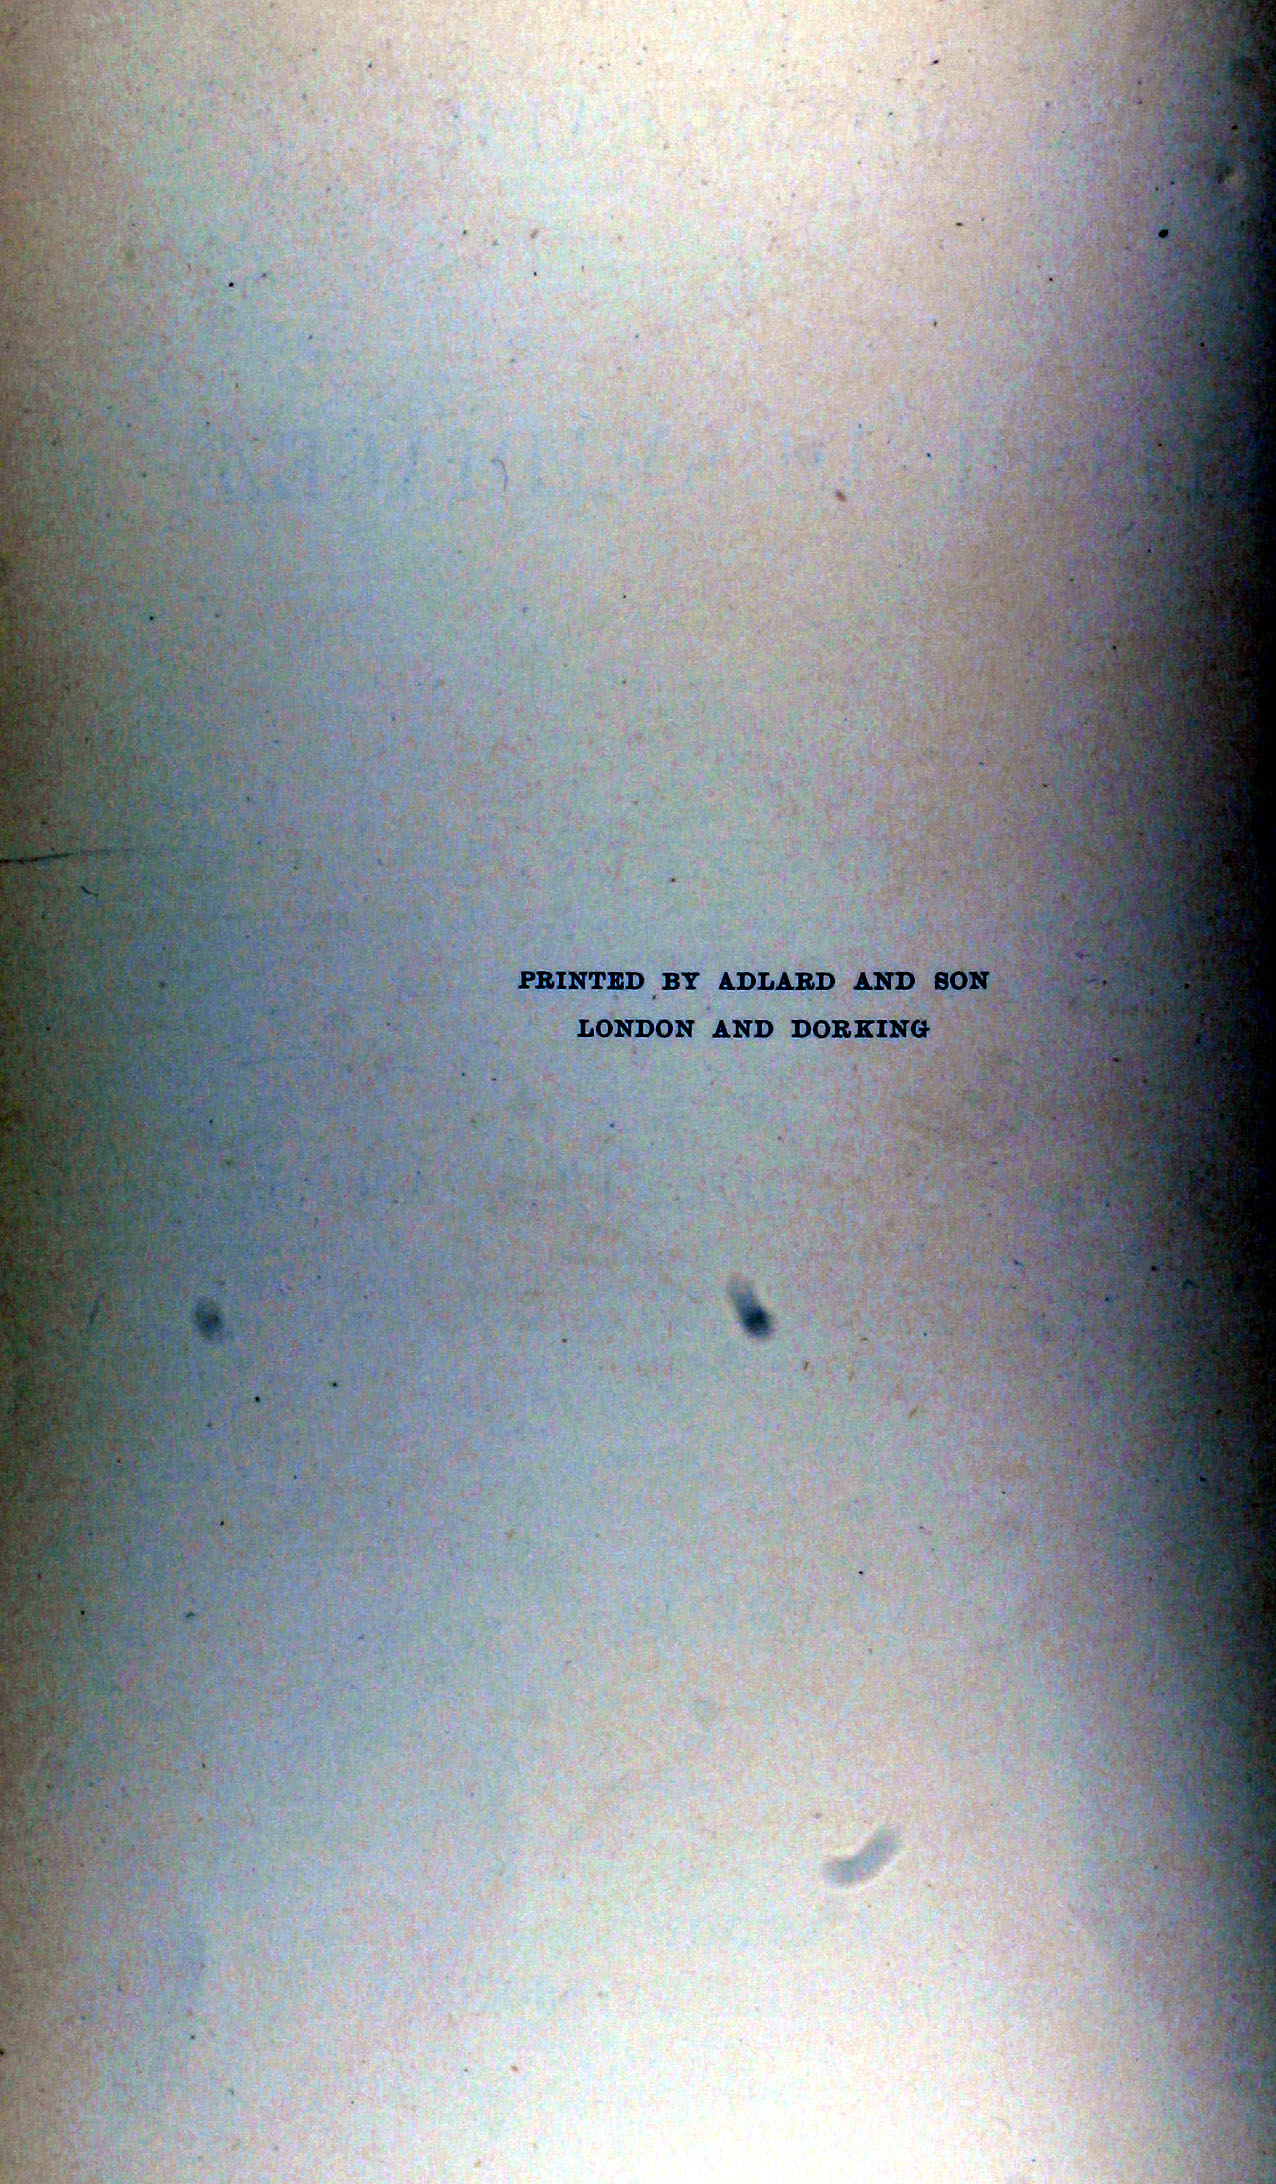 PRINTED BY ADLARD AND SON
LONDON AND DORKING